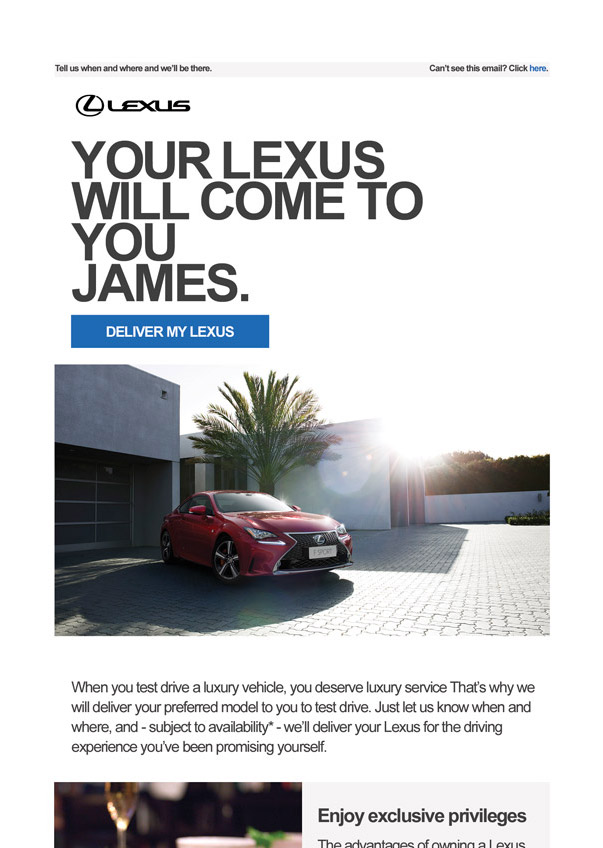 Tell us when and where and we'll be there.
Can't see this email? Click here.
LEXUS
YOUR LEXUS
WILL COME TO
YOU
JAMES.
DELIVER MY LEXUS
F SPORT
When you test drive a luxury vehicle, you deserve luxury service That's why we
will deliver your preferred model to you to test drive. Just let us know when and
where, and - subject to availability* - we'll deliver your Lexus for the driving
experience you've been promising yourself.
Enjoy exclusive privileges
The advantages of owning a Lexus